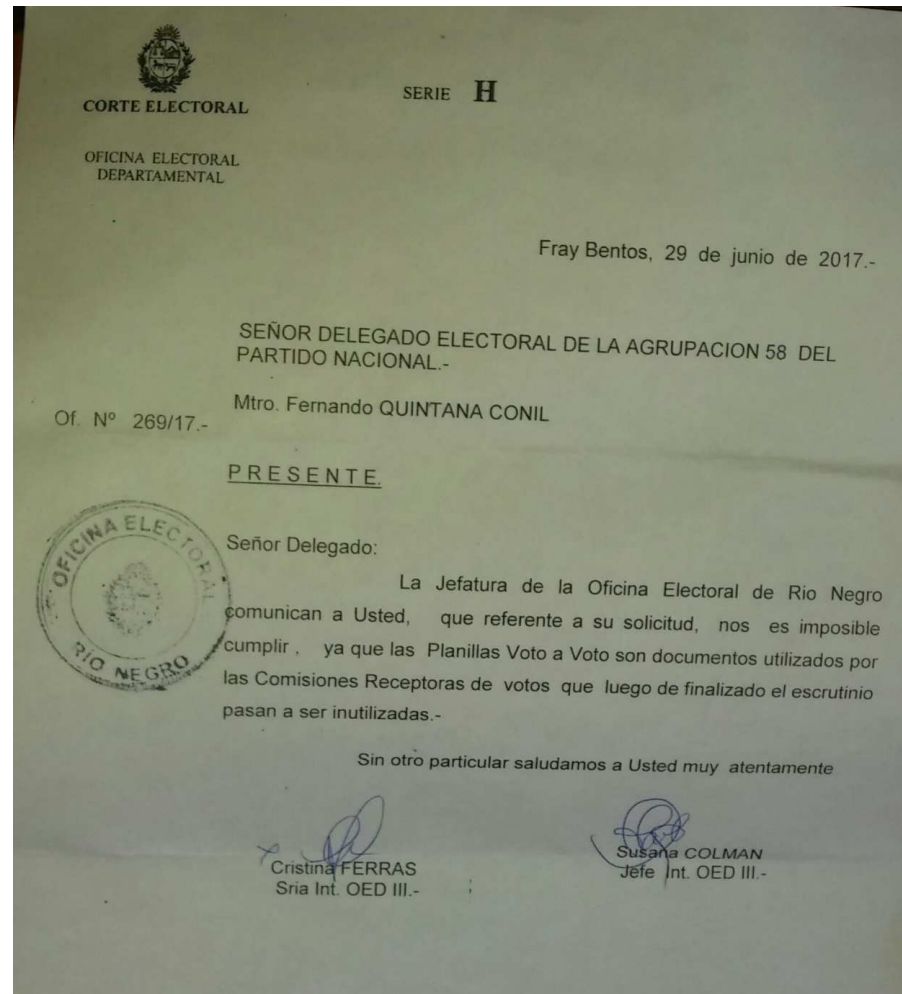 CORTE ELECTORAL
SERIE H
OFICINA ELECTORAL
DEPARTAMENTAL
Fray Bentos, 29 de junio de 2017.-
SEÑOR DELEGADO ELECTORAL DE LA AGRUPACION 58 DEL
PARTIDO NACIONAL.-
Mtro. Fernando QUINTANA CONIL
Of. Nº 269/17.-
PRESENTE.
OFICINA ELECTORAL
RÍO NEGRO
Señor Delegado:
La Jefatura de la Oficina Electoral de Rio Negro
comunican a Usted, que referente a su solicitud, nos es imposible
cumplir , ya que las Planillas Voto a Voto son documentos utilizados por
las Comisiones Receptoras de votos que luego de finalizado el escrutinio
pasan a ser inutilizadas.-
Sin otro particular saludamos a Usted muy atentamente
Cristina FERRAS
Sria Int. OED III.-
Susana COLMAN
Jefe Int. OED III.-